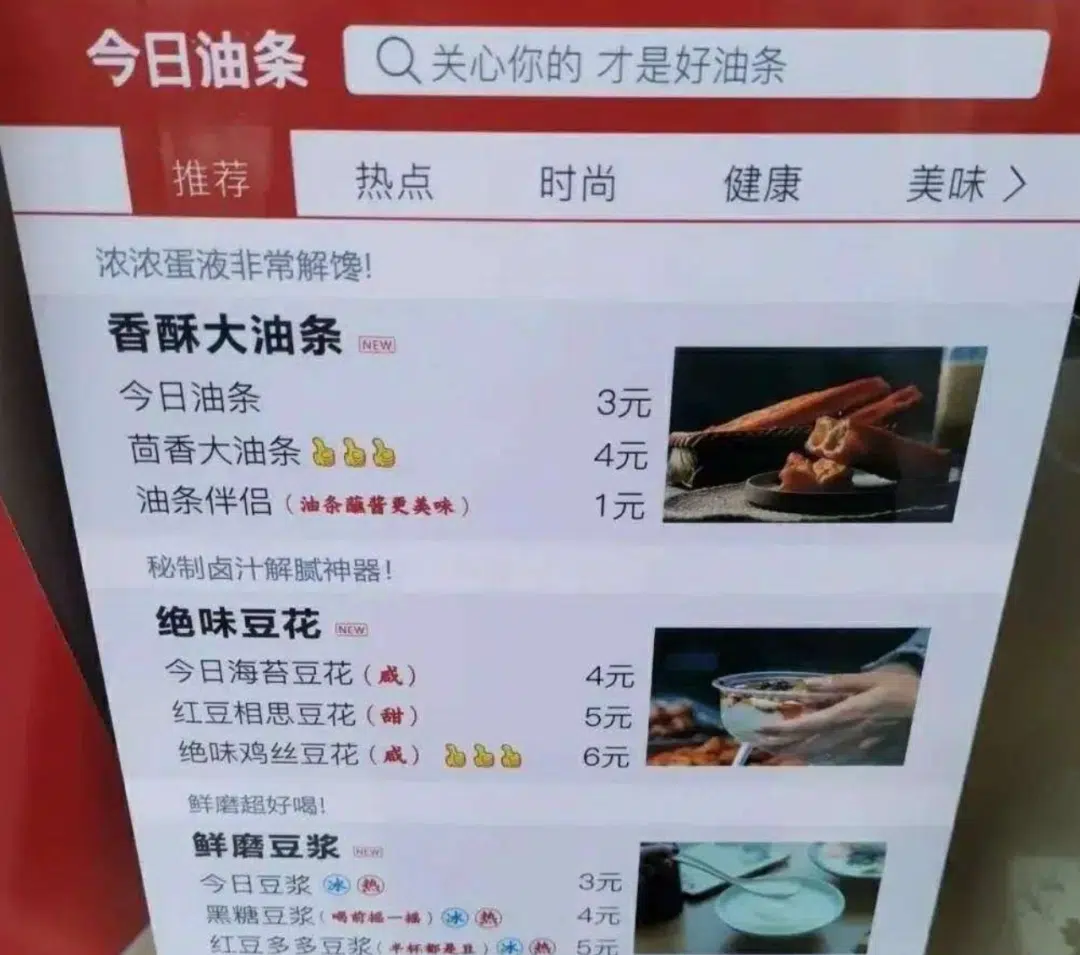 今日油条 关心你的 才是好油条
推荐 热点 时尚 健康 美味 >
浓浓蛋液非常解馋!
香酥大油条 NEW
今日油条 3元
茴香大油条 4元
油条伴侣(油条蘸酱更美味) 1元
秘制卤汁解腻神器!
绝味豆花 NEW
今日海苔豆花(咸) 4元
红豆相思豆花(甜) 5元
绝味鸡丝豆花(咸) 6元
鲜磨超好喝!
鲜磨豆浆 NEW
今日豆浆 冰 热 3元
黑糖豆浆(喝前摇一摇) 冰 热 4元
红豆多多豆浆(半杯都是豆) 冰 热 5元